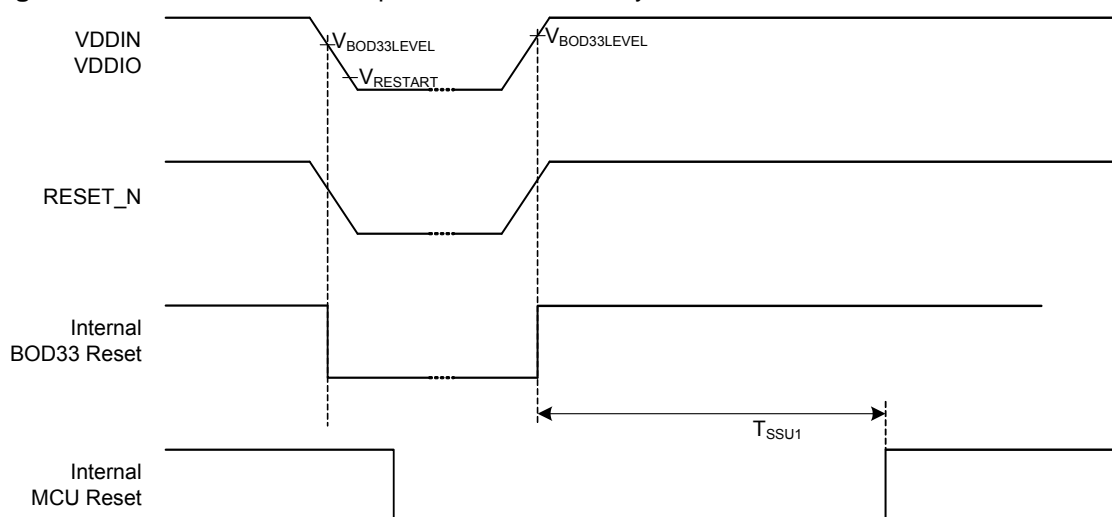 VDDIN
VDDIO
VBOD33LEVEL
VRESTART
VBOD33LEVEL
RESET_N
Internal
BOD33 Reset
TSSU1
Internal
MCU Reset